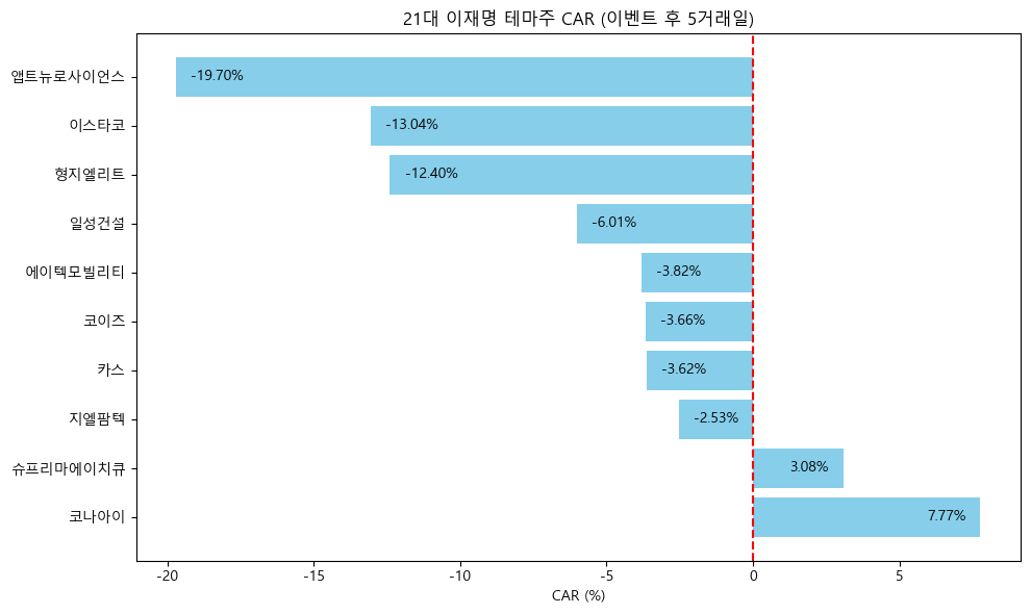 21대 이재명 테마주 CAR (이벤트 후 5거래일)
앱트뉴로사이언스 -19.70%
이스타코 -13.04%
형지엘리트 -12.40%
일성건설 -6.01%
에이텍모빌리티 -3.82%
코이즈 -3.66%
카스 -3.62%
지엘팜텍 -2.53%
슈프리마에이치큐 3.08%
코나아이 7.77%
-20 -15 -10 -5 0 5
CAR (%)